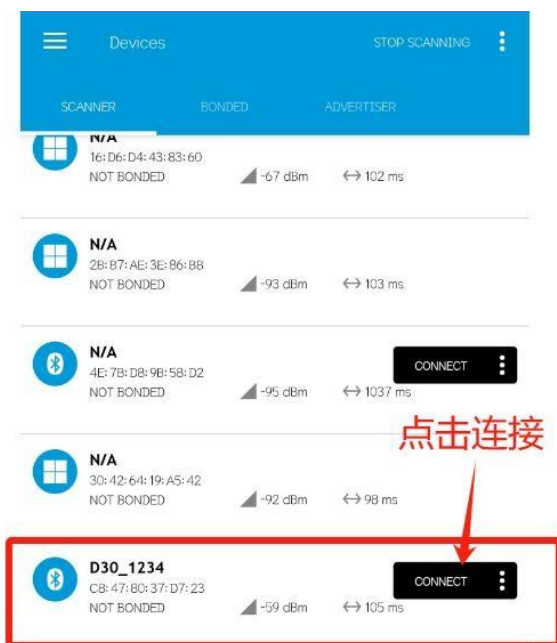 Devices
STOP SCANNING
SCANNER
BONDED
ADVERTISER
N/A
16:D6:D4:43:83:60
NOT BONDED
-67 dBm
102 ms
N/A
2B:B7:AE:3E:86:BB
NOT BONDED
-93 dBm
103 ms
N/A
4E:7B:D8:9B:58:D2
CONNECT
NOT BONDED
-95 dBm
1037 ms
点击连接
N/A
30:42:64:19:A5:42
NOT BONDED
-92 dBm
98 ms
D30_1234
C8:47:80:37:D7:23
CONNECT
NOT BONDED
-59 dBm
105 ms